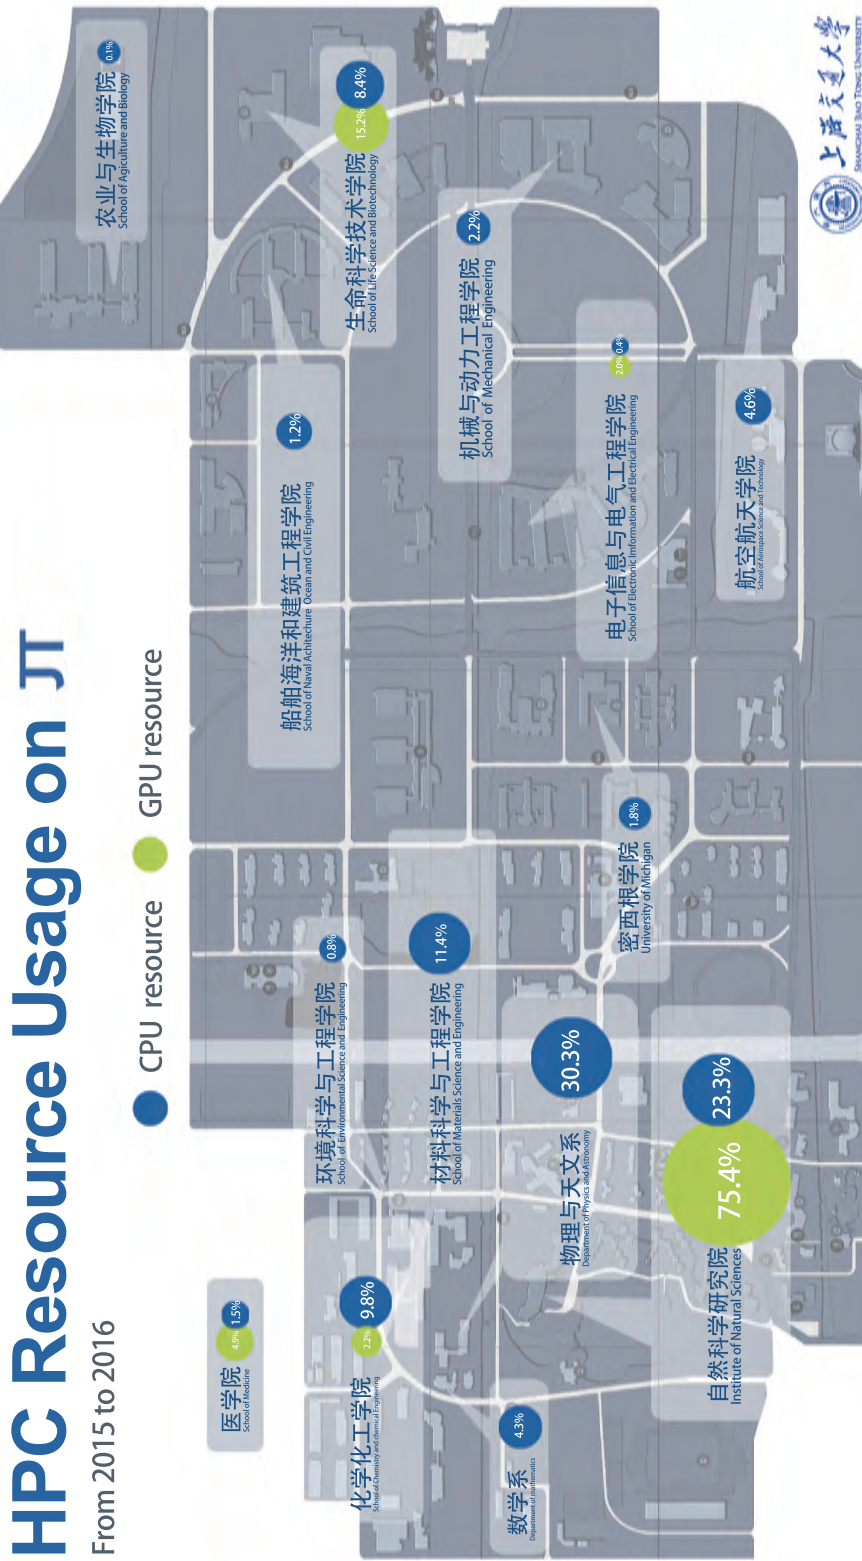 HPC Resource Usage on JT
From 2015 to 2016
CPU resource
GPU resource
农业与生物学院
School of Agiculture and Biology
0.1%
生命科学技术学院
School of Life Science and Biotechnology
15.2%
8.4%
船舶海洋和建筑工程学院
School of Naval Achitechure Ocean and Civil Engineering
1.2%
机械与动力工程学院
School of Mechanical Engineering
2.2%
电子信息与电气工程学院
School of Electronic Imformation and Electrical Engineering
2.0%
0.4%
航空航天学院
School of Aerospace Science and Technology
4.6%
密西根学院
University of Michigan
1.8%
环境科学与工程学院
School of Environmental Science and Engineering
0.8%
材料科学与工程学院
School of Materials Science and Engineering
11.4%
物理与天文系
Department of Physics and Astronomy
30.3%
自然科学研究院
Institute of Natural Sciences
75.4%
23.3%
医学院
School of Medicine
4.9%
1.5%
化学化工学院
School of Chemistry and chemical Engineering
2.2%
9.8%
数学系
Department of mathematics
4.3%
上海交通大学
SHANGHAI JIAO TONG UNIVERSITY